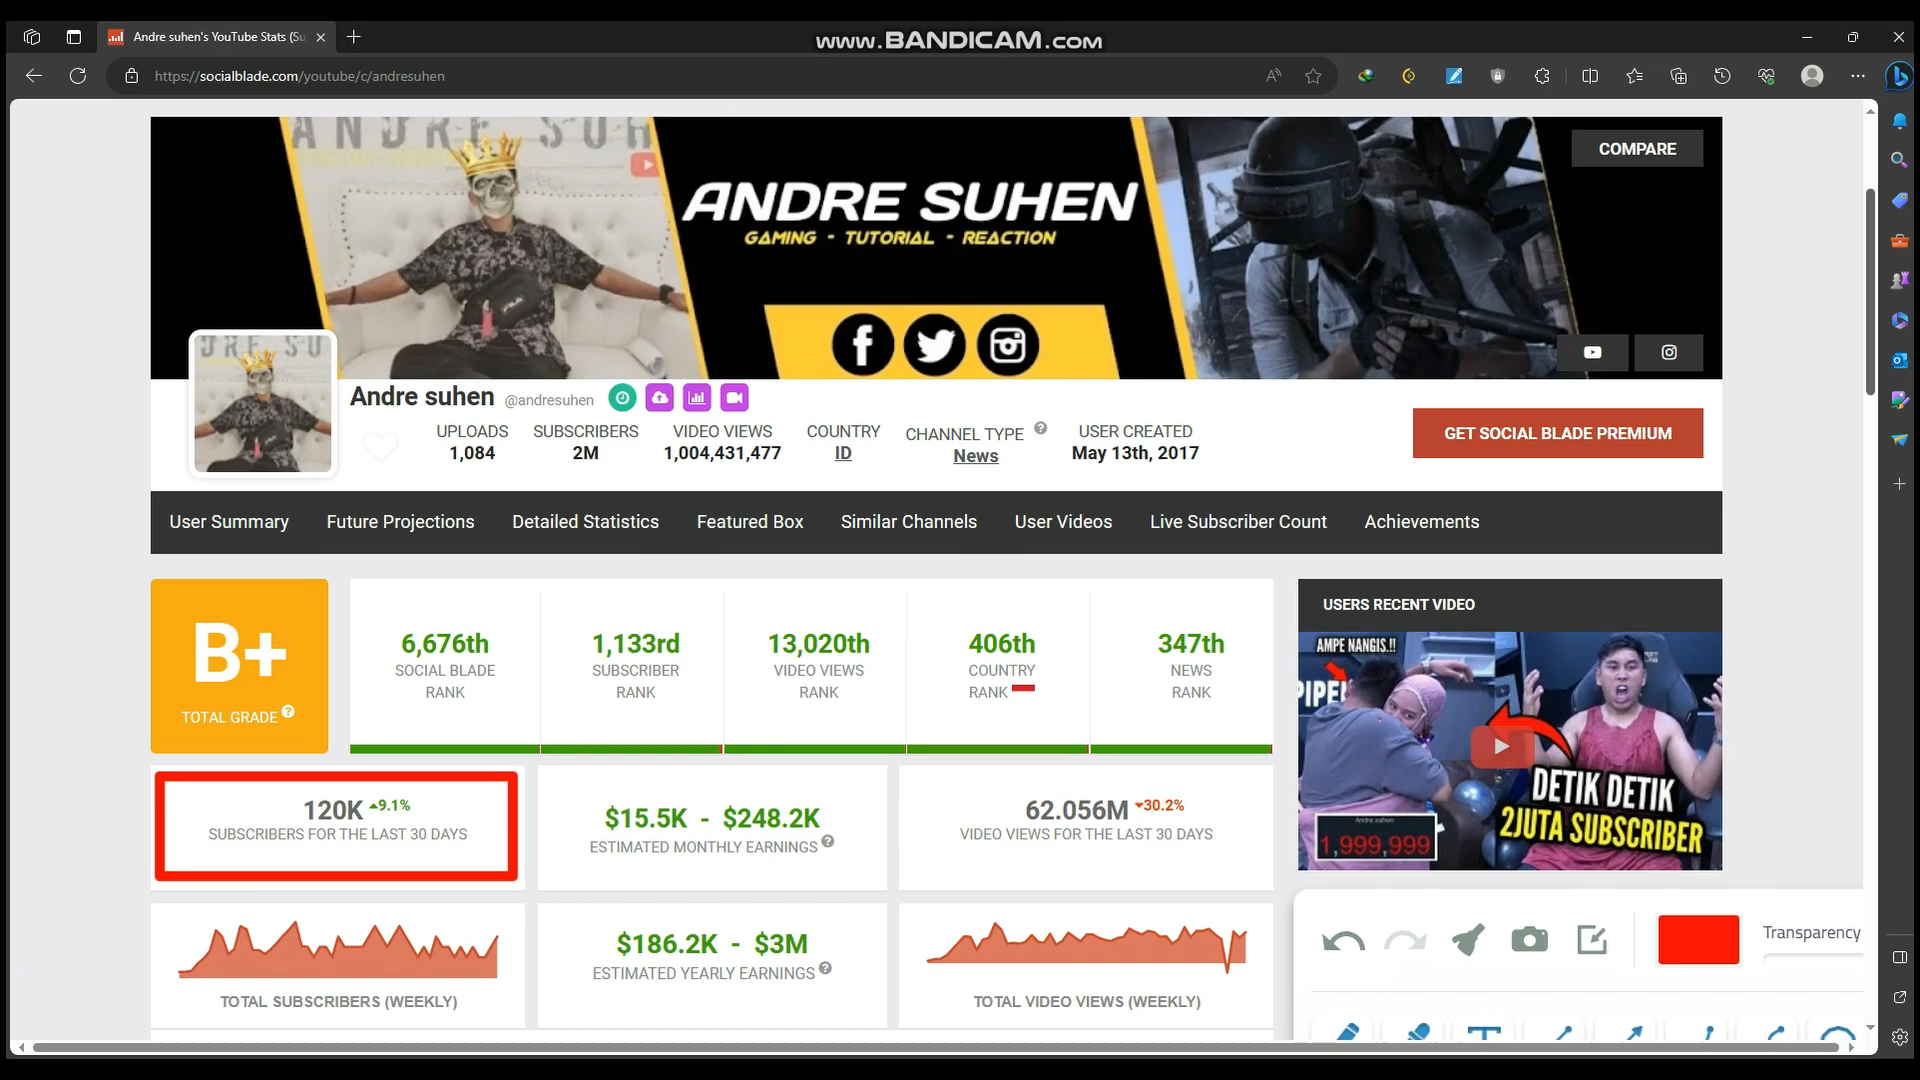 Andre suhen's YouTube Stats (Su
www.BANDICAM.com
https://socialblade.com/youtube/c/andresuhen
COMPARE
ANDRE SUHEN
GAMING - TUTORIAL - REACTION
Andre suhen @andresuhen
UPLOADS SUBSCRIBERS VIDEO VIEWS COUNTRY CHANNEL TYPE USER CREATED
1,084 2M 1,004,431,477 ID News May 13th, 2017
GET SOCIAL BLADE PREMIUM
User Summary Future Projections Detailed Statistics Featured Box Similar Channels User Videos Live Subscriber Count Achievements
B+
TOTAL GRADE
6,676th 1,133rd 13,020th 406th 347th
SOCIAL BLADE SUBSCRIBER VIDEO VIEWS COUNTRY NEWS
RANK RANK RANK RANK RANK
USERS RECENT VIDEO
AMPE NANGIS.!!
DETIK DETIK
2JUTA SUBSCRIBER
Andre suhen
1,999,999
120K 9.1%
SUBSCRIBERS FOR THE LAST 30 DAYS
$15.5K - $248.2K
ESTIMATED MONTHLY EARNINGS
62.056M 30.2%
VIDEO VIEWS FOR THE LAST 30 DAYS
TOTAL SUBSCRIBERS (WEEKLY)
$186.2K - $3M
ESTIMATED YEARLY EARNINGS
TOTAL VIDEO VIEWS (WEEKLY)
Transparency